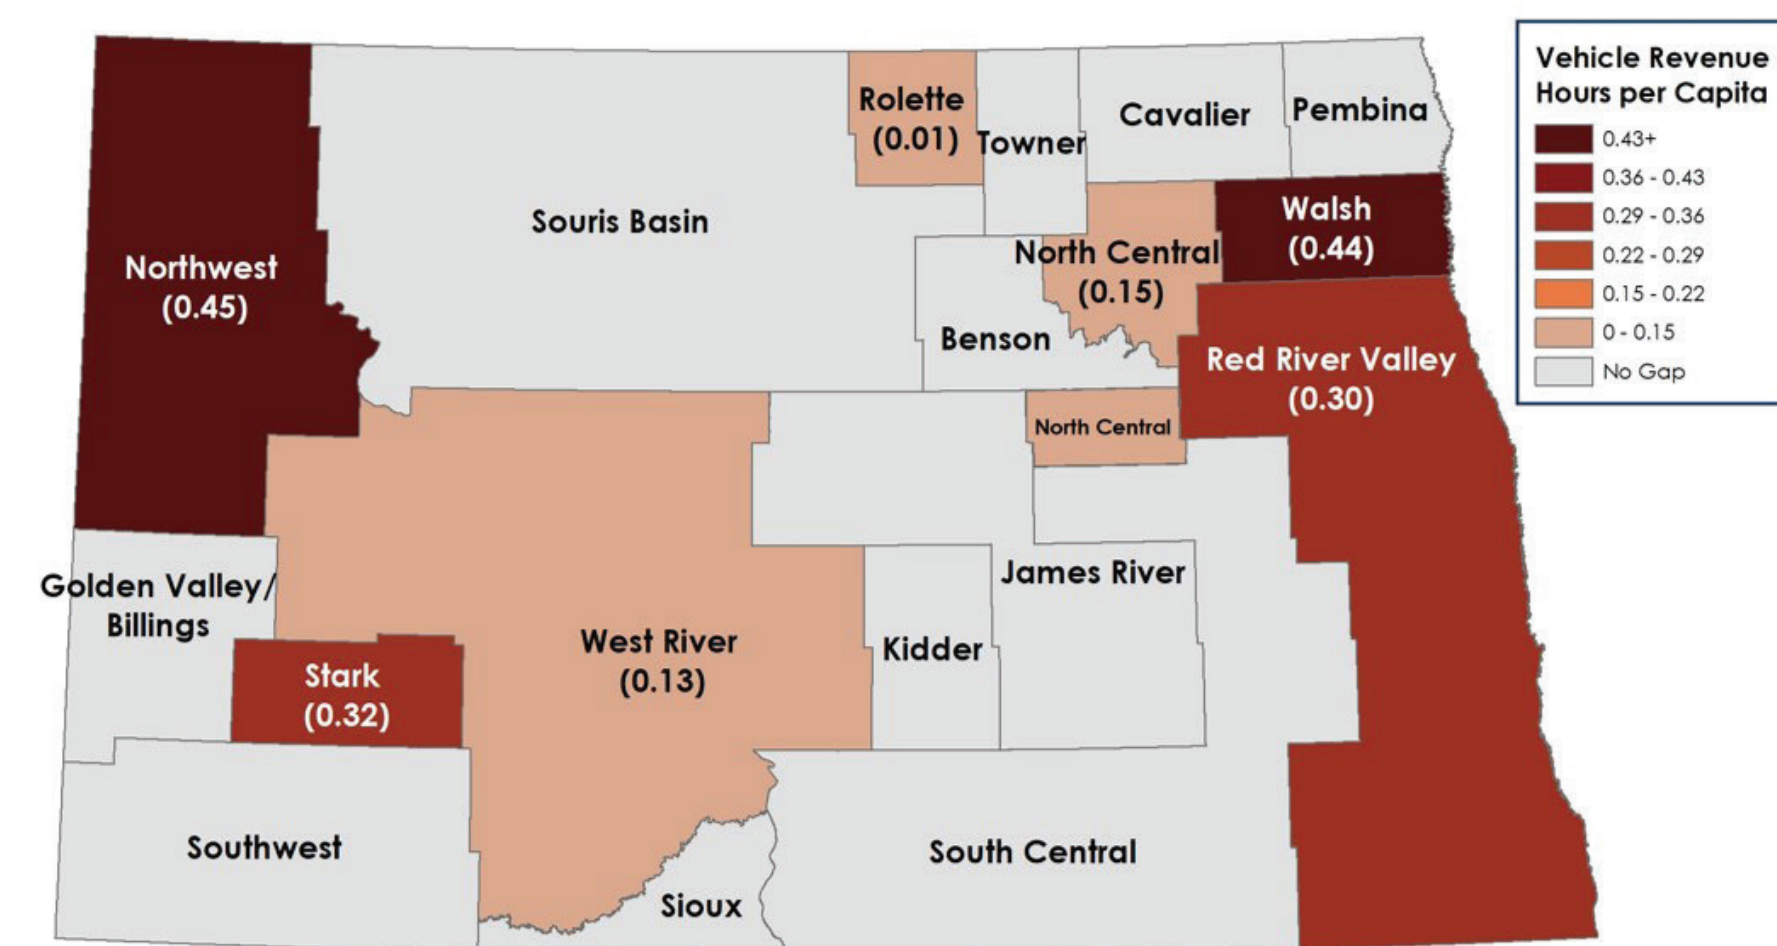 Vehicle Revenue
Hours per Capita
0.43+
0.36 - 0.43
0.29 - 0.36
0.22 - 0.29
0.15 - 0.22
0 - 0.15
No Gap
Rolette
(0.01)
Towner
Cavalier
Pembina
Souris Basin
Walsh
(0.44)
Northwest
(0.45)
North Central
(0.15)
Benson
Red River Valley
(0.30)
North Central
Golden Valley/
Billings
James River
Stark
(0.32)
West River
(0.13)
Kidder
Southwest
South Central
Sioux